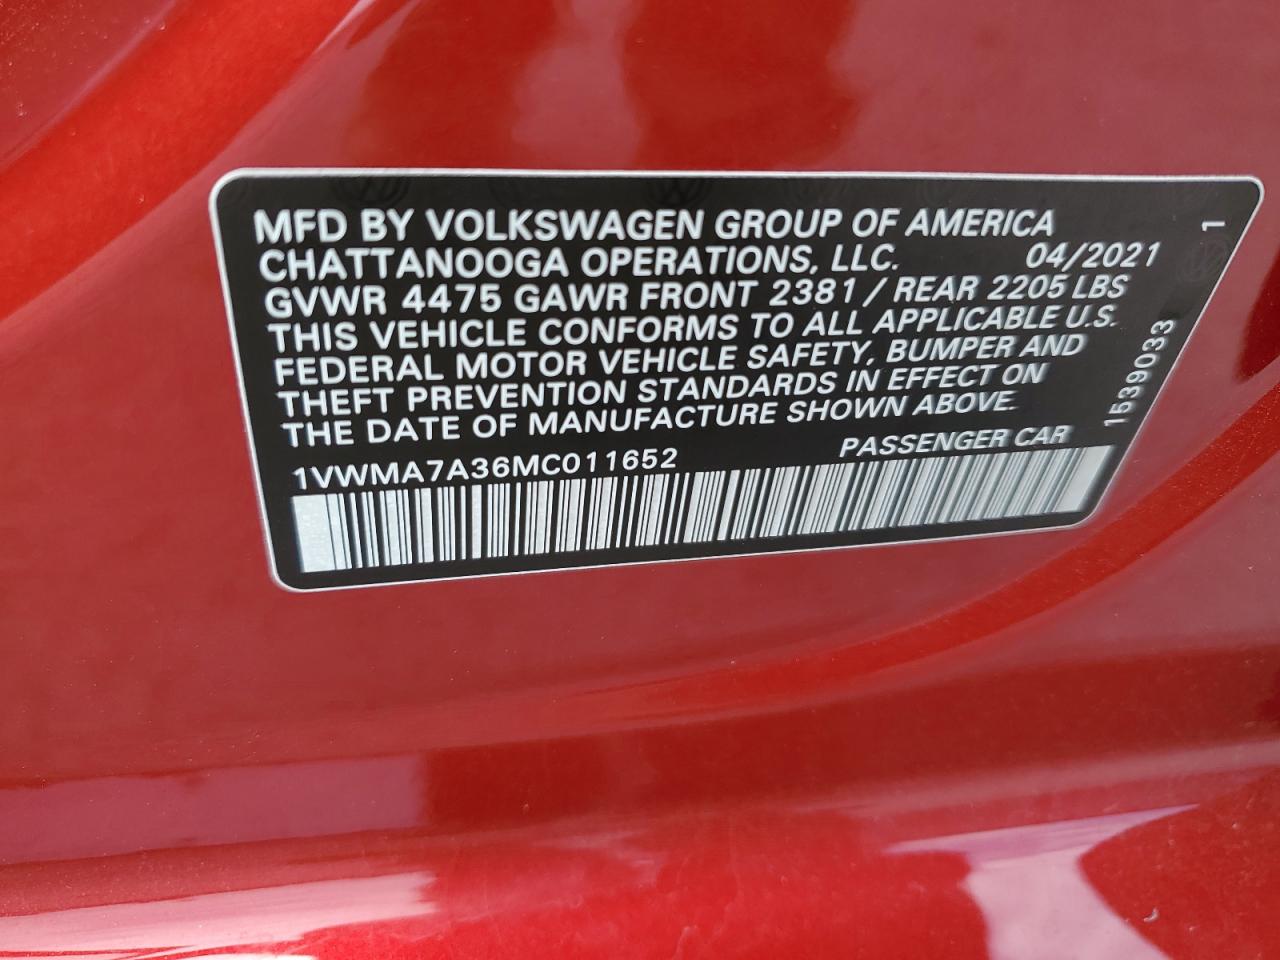 MFD BY VOLKSWAGEN GROUP OF AMERICA
CHATTANOOGA OPERATIONS, LLC. 04/2021
GVWR 4475 GAWR FRONT 2381 / REAR 2205 LBS
THIS VEHICLE CONFORMS TO ALL APPLICABLE U.S.
FEDERAL MOTOR VEHICLE SAFETY, BUMPER AND
THEFT PREVENTION STANDARDS IN EFFECT ON
THE DATE OF MANUFACTURE SHOWN ABOVE.
1VWMA7A36MC011652 PASSENGER CAR
1539033 1